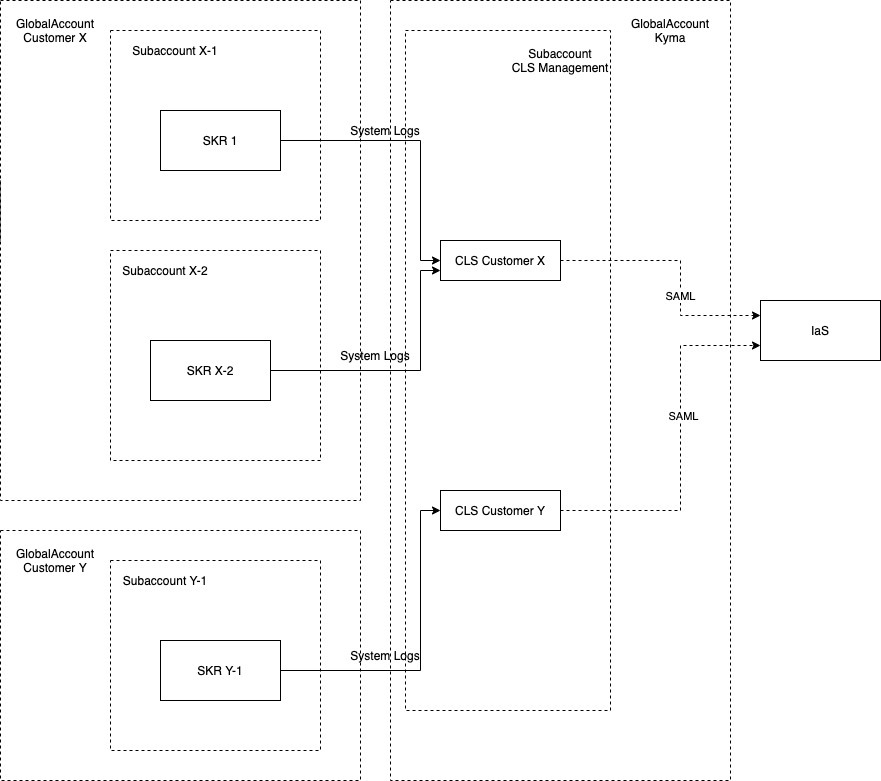 GlobalAccount
Customer X
Subaccount X-1
SKR 1
System Logs
Subaccount X-2
SKR X-2
System Logs
GlobalAccount
Kyma
Subaccount
CLS Management
CLS Customer X
SAML
IaS
SAML
CLS Customer Y
GlobalAccount
Customer Y
Subaccount Y-1
SKR Y-1
System Logs